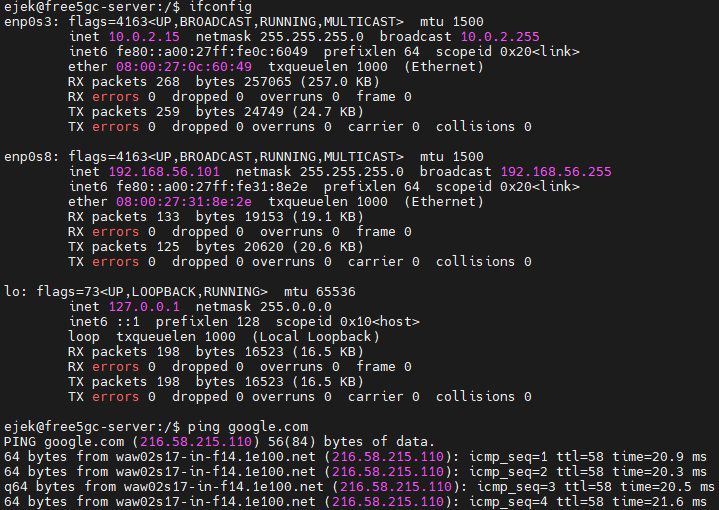 ejek@free5gc-server:/$ ifconfig
enp0s3: flags=4163<UP,BROADCAST,RUNNING,MULTICAST>  mtu 1500
        inet 10.0.2.15  netmask 255.255.255.0  broadcast 10.0.2.255
        inet6 fe80::a00:27ff:fe0c:6049  prefixlen 64  scopeid 0x20<link>
        ether 08:00:27:0c:60:49  txqueuelen 1000  (Ethernet)
        RX packets 268  bytes 257065 (257.0 KB)
        RX errors 0  dropped 0  overruns 0  frame 0
        TX packets 259  bytes 24749 (24.7 KB)
        TX errors 0  dropped 0 overruns 0  carrier 0  collisions 0

enp0s8: flags=4163<UP,BROADCAST,RUNNING,MULTICAST>  mtu 1500
        inet 192.168.56.101  netmask 255.255.255.0  broadcast 192.168.56.255
        inet6 fe80::a00:27ff:fe31:8e2e  prefixlen 64  scopeid 0x20<link>
        ether 08:00:27:31:8e:2e  txqueuelen 1000  (Ethernet)
        RX packets 133  bytes 19153 (19.1 KB)
        RX errors 0  dropped 0  overruns 0  frame 0
        TX packets 125  bytes 20620 (20.6 KB)
        TX errors 0  dropped 0 overruns 0  carrier 0  collisions 0

lo: flags=73<UP,LOOPBACK,RUNNING>  mtu 65536
        inet 127.0.0.1  netmask 255.0.0.0
        inet6 ::1  prefixlen 128  scopeid 0x10<host>
        loop  txqueuelen 1000  (Local Loopback)
        RX packets 198  bytes 16523 (16.5 KB)
        RX errors 0  dropped 0  overruns 0  frame 0
        TX packets 198  bytes 16523 (16.5 KB)
        TX errors 0  dropped 0 overruns 0  carrier 0  collisions 0

ejek@free5gc-server:/$ ping google.com
PING google.com (216.58.215.110) 56(84) bytes of data.
64 bytes from waw02s17-in-f14.1e100.net (216.58.215.110): icmp_seq=1 ttl=58 time=20.9 ms
64 bytes from waw02s17-in-f14.1e100.net (216.58.215.110): icmp_seq=2 ttl=58 time=20.3 ms
q64 bytes from waw02s17-in-f14.1e100.net (216.58.215.110): icmp_seq=3 ttl=58 time=20.5 ms
64 bytes from waw02s17-in-f14.1e100.net (216.58.215.110): icmp_seq=4 ttl=58 time=21.6 ms